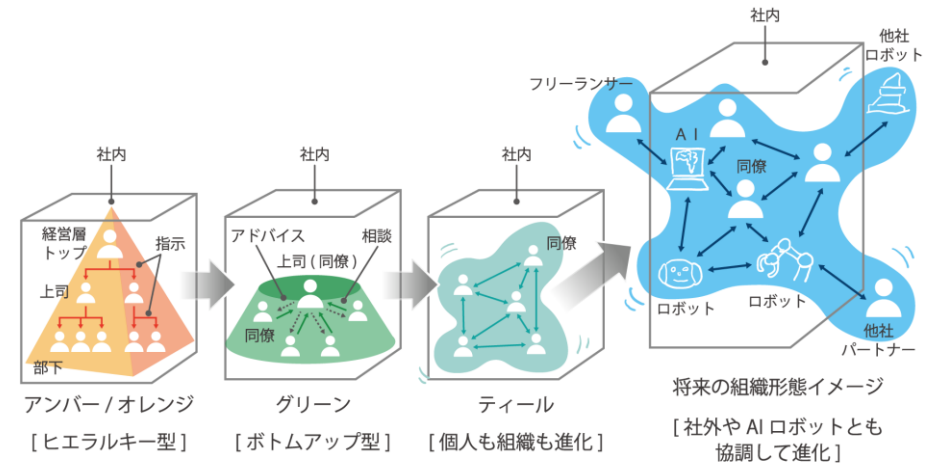 社内
経営層
トップ
指示
上司
部下
アンバー / オレンジ
[ ヒエラルキー型 ]
社内
アドバイス
相談
上司 ( 同僚 )
同僚
グリーン
[ ボトムアップ型 ]
社内
同僚
ティール
[ 個人も組織も進化 ]
社内
他社
ロボット
フリーランサー
A I
同僚
ロボット
ロボット
他社
パートナー
将来の組織形態イメージ
[ 社外や AI ロボットとも
協調して進化 ]